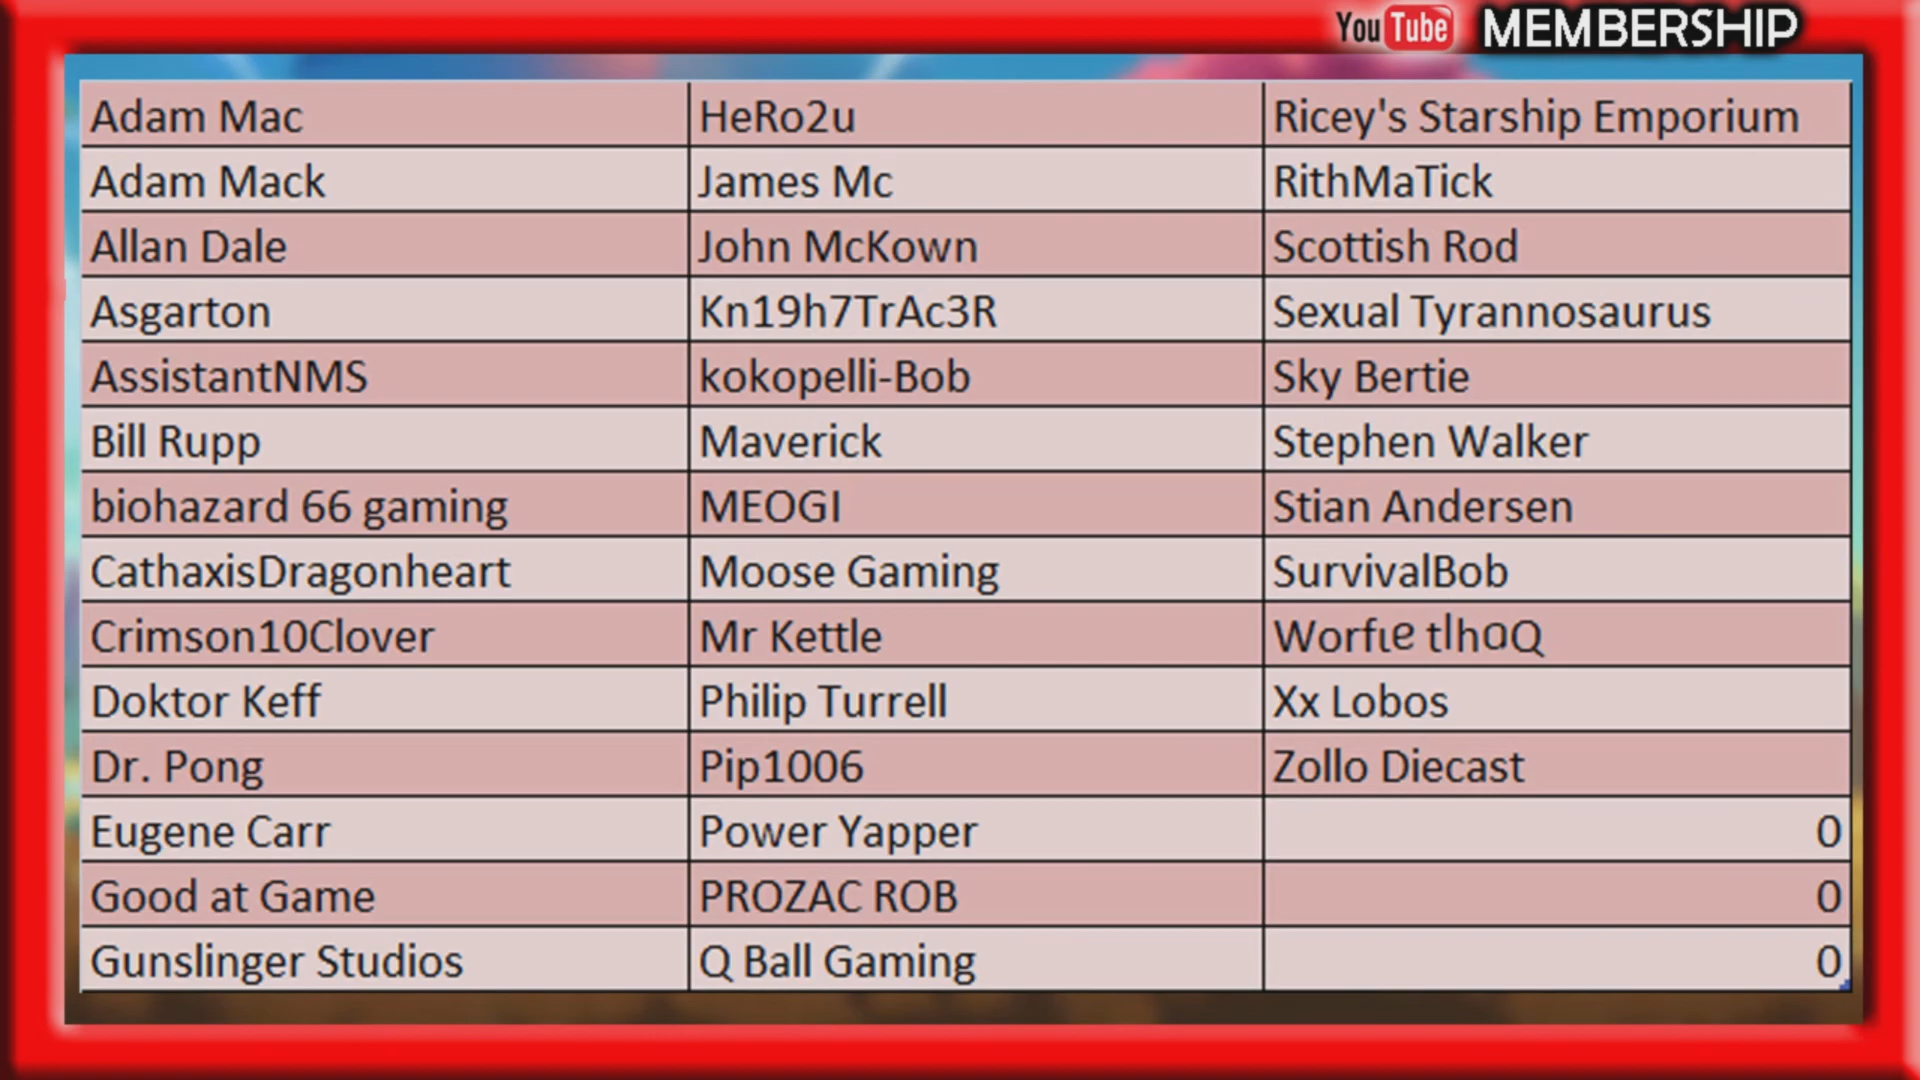 YouTube MEMBERSHIP
Adam Mac HeRo2u Ricey's Starship Emporium
Adam Mack James Mc RithMaTick
Allan Dale John McKown Scottish Rod
Asgarton Kn19h7TrAc3R Sexual Tyrannosaurus
AssistantNMS kokopelli-Bob Sky Bertie
Bill Rupp Maverick Stephen Walker
biohazard 66 gaming MEOGI Stian Andersen
CathaxisDragonheart Moose Gaming SurvivalBob
Crimson10Clover Mr Kettle Worfιe tlhɑQ
Doktor Keff Philip Turrell Xx Lobos
Dr. Pong Pip1006 Zollo Diecast
Eugene Carr Power Yapper 0
Good at Game PROZAC ROB 0
Gunslinger Studios Q Ball Gaming 0